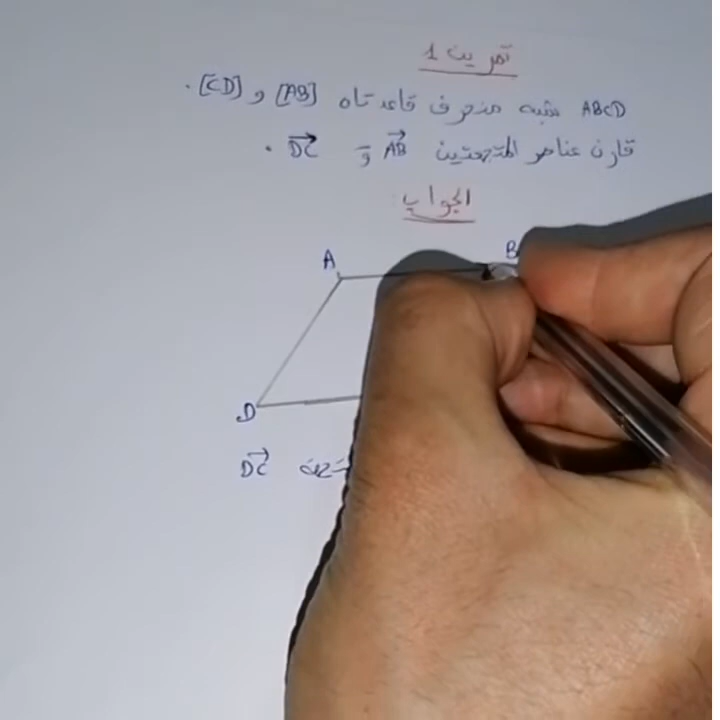 تمرين 1
ABCD شبه منحرف قاعدتاه [AB] و [CD].
قارن عناصر المتجهتين AB و DC.
الجواب:
A
B
D
DC